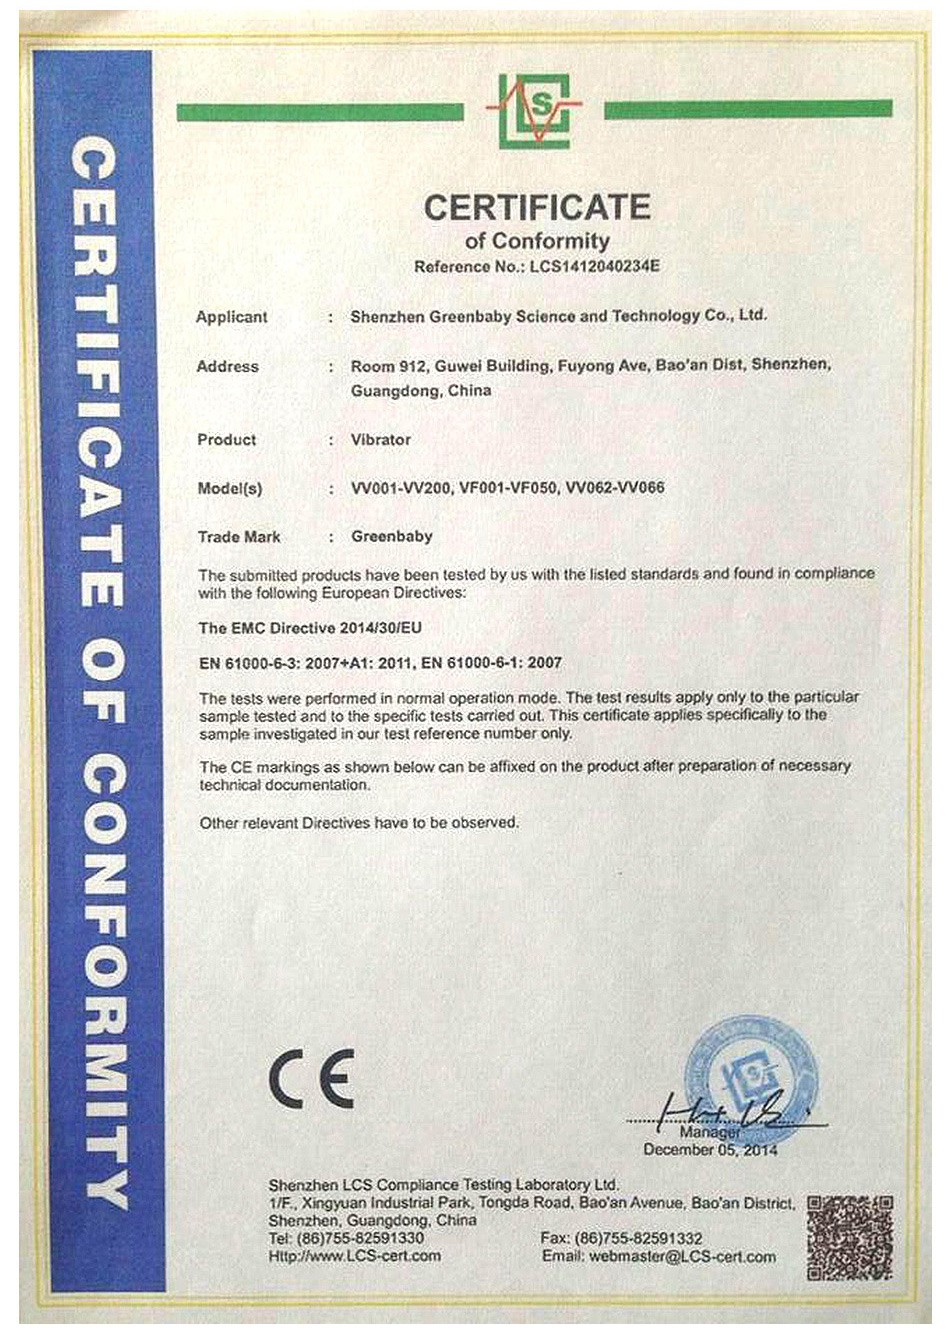 CERTIFICATE OF CONFORMITY
S
CERTIFICATE
of Conformity
Reference No.: LCS1412040234E
Applicant : Shenzhen Greenbaby Science and Technology Co., Ltd.
Address : Room 912, Guwei Building, Fuyong Ave, Bao'an Dist, Shenzhen,
Guangdong, China
Product : Vibrator
Model(s) : VV001-VV200, VF001-VF050, VV062-VV066
Trade Mark : Greenbaby
The submitted products have been tested by us with the listed standards and found in compliance
with the following European Directives:
The EMC Directive 2014/30/EU
EN 61000-6-3: 2007+A1: 2011, EN 61000-6-1: 2007
The tests were performed in normal operation mode. The test results apply only to the particular
sample tested and to the specific tests carried out. This certificate applies specifically to the
sample investigated in our test reference number only.
The CE markings as shown below can be affixed on the product after preparation of necessary
technical documentation.
Other relevant Directives have to be observed.
CE
S
Manager
December 05, 2014
Shenzhen LCS Compliance Testing Laboratory Ltd.
1/F., Xingyuan Industrial Park, Tongda Road, Bao'an Avenue, Bao'an District,
Shenzhen, Guangdong, China
Tel: (86)755-82591330 Fax: (86)755-82591332
Http://www.LCS-cert.com Email: webmaster@LCS-cert.com